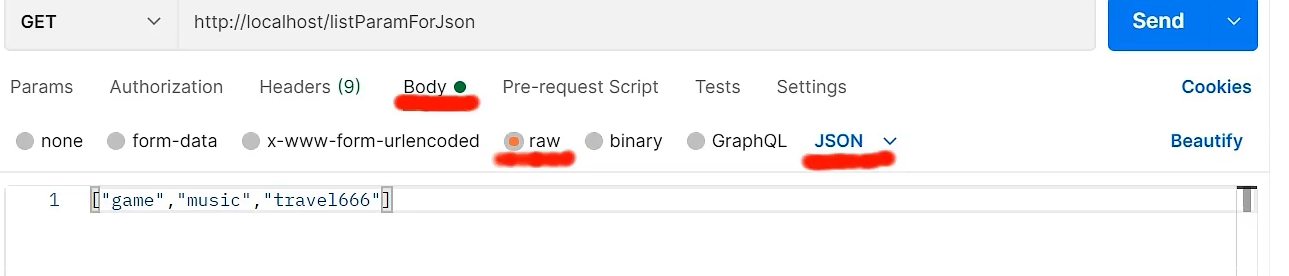 GET http://localhost/listParamForJson Send
Params Authorization Headers (9) Body Pre-request Script Tests Settings Cookies
none form-data x-www-form-urlencoded raw binary GraphQL JSON Beautify
1 ["game","music","travel666"]